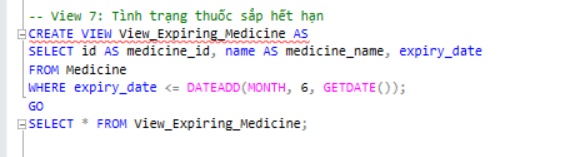 -- View 7: Tình trạng thuốc sắp hết hạn
CREATE VIEW View_Expiring_Medicine AS
SELECT id AS medicine_id, name AS medicine_name, expiry_date
FROM Medicine
WHERE expiry_date <= DATEADD(MONTH, 6, GETDATE());
GO
SELECT * FROM View_Expiring_Medicine;